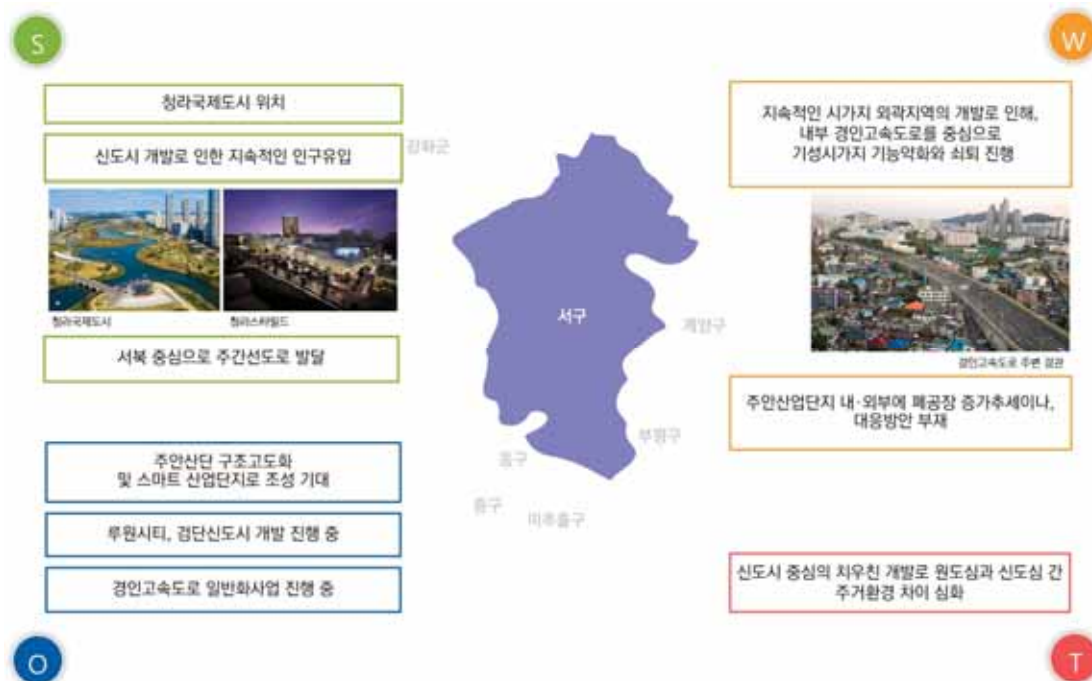 S
W
청라국제도시 위치
신도시 개발로 인한 지속적인 인구유입
청라국제도시
청라스타필드
서북 중심으로 주간선도로 발달
지속적인 시가지 외곽지역의 개발로 인해,
내부 경인고속도로를 중심으로
기성시가지 기능악화와 쇠퇴 진행
경인고속도로 주변 경관
주안산업단지 내·외부에 폐공장 증가추세이나,
대응방안 부재
강화군
서구
계양구
부평구
동구
중구
미추홀구
주안산단 구조고도화
및 스마트 산업단지로 조성 기대
루원시티, 검단신도시 개발 진행 중
경인고속도로 일반화사업 진행 중
신도시 중심의 치우친 개발로 원도심과 신도심 간
주거환경 차이 심화
O
T